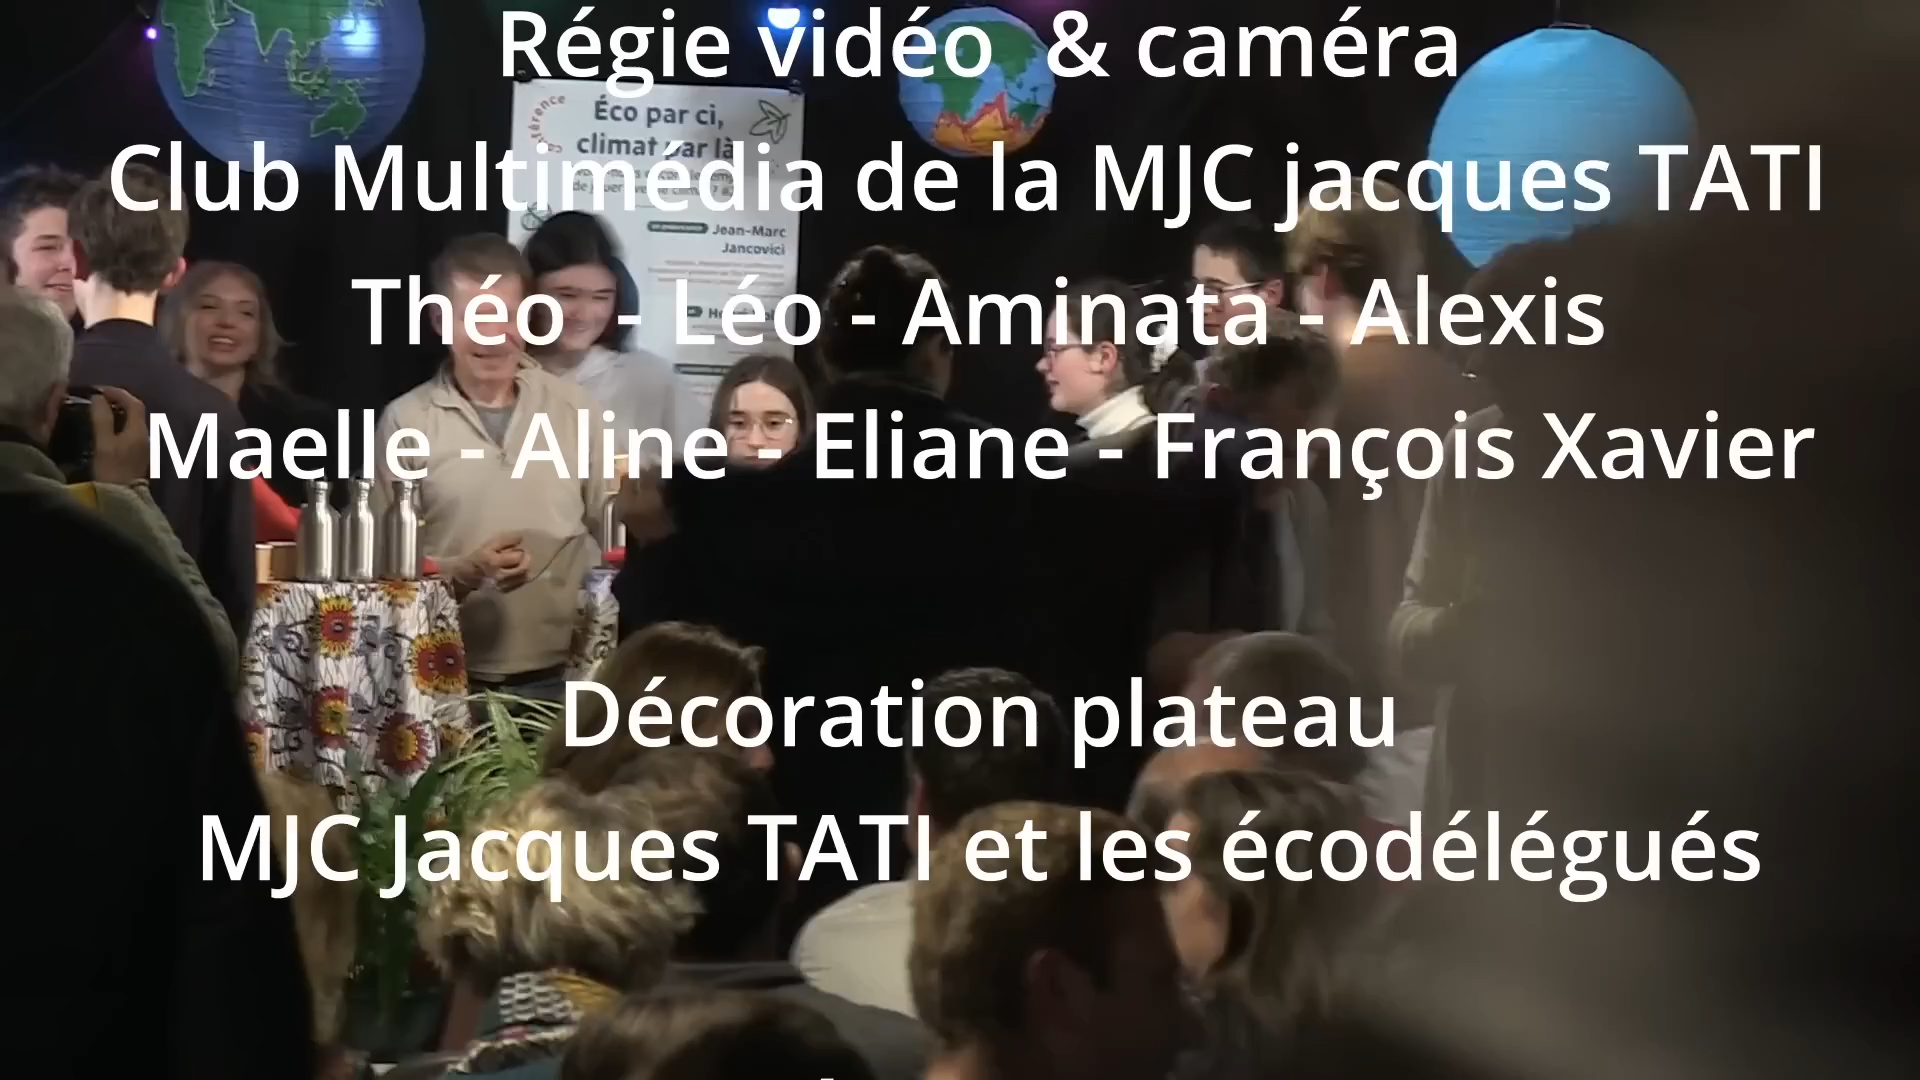 Régie vidéo & caméra
Club Multimédia de la MJC jacques TATI
Théo - Léo - Aminata - Alexis
Maelle - Aline - Eliane - François Xavier
Décoration plateau
MJC Jacques TATI et les écodélégués
Éco par ci,
climat par là
Jean-Marc
Jancovici